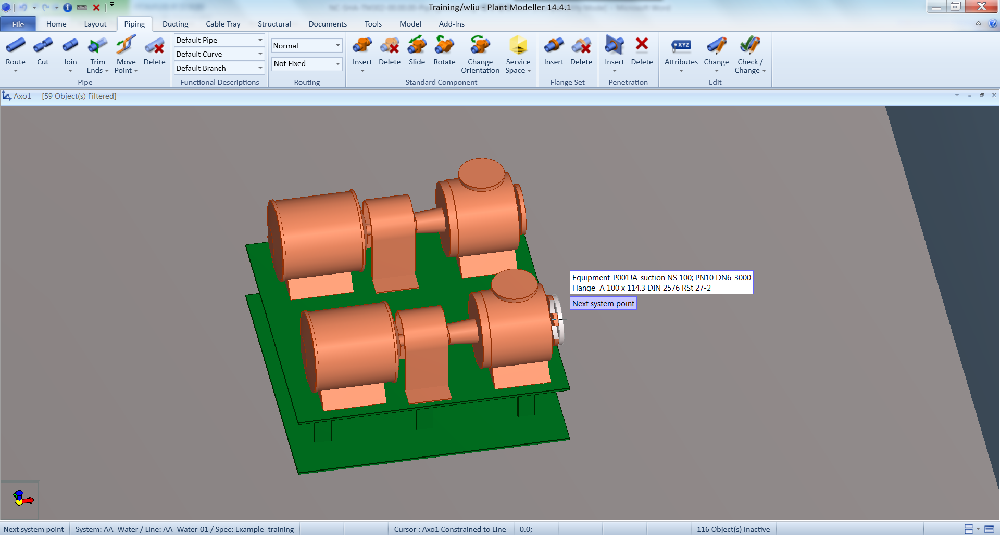 Training/wliu - Plant Modeller 14.4.1
File Home Layout Piping Ducting Cable Tray Structural Documents Tools Model Add-Ins
Route Cut Join Trim Ends Move Point Delete
Pipe
Default Pipe
Default Curve
Default Branch
Functional Descriptions
Normal
Not Fixed
Routing
Insert Delete Slide Rotate Change Orientation Service Space
Standard Component
Insert Delete
Flange Set
Insert Delete
Penetration
XYZ
Attributes Change Check / Change
Edit
Axo1 [59 Object(s) Filtered]
Equipment-P001JA-suction NS 100; PN10 DN6-3000
Flange A 100 x 114.3 DIN 2576 RSt 27-2
Next system point
Next system point System: AA_Water / Line: AA_Water-01 / Spec: Example_training Cursor : Axo1 Constrained to Line 0.0; 116 Object(s) Inactive